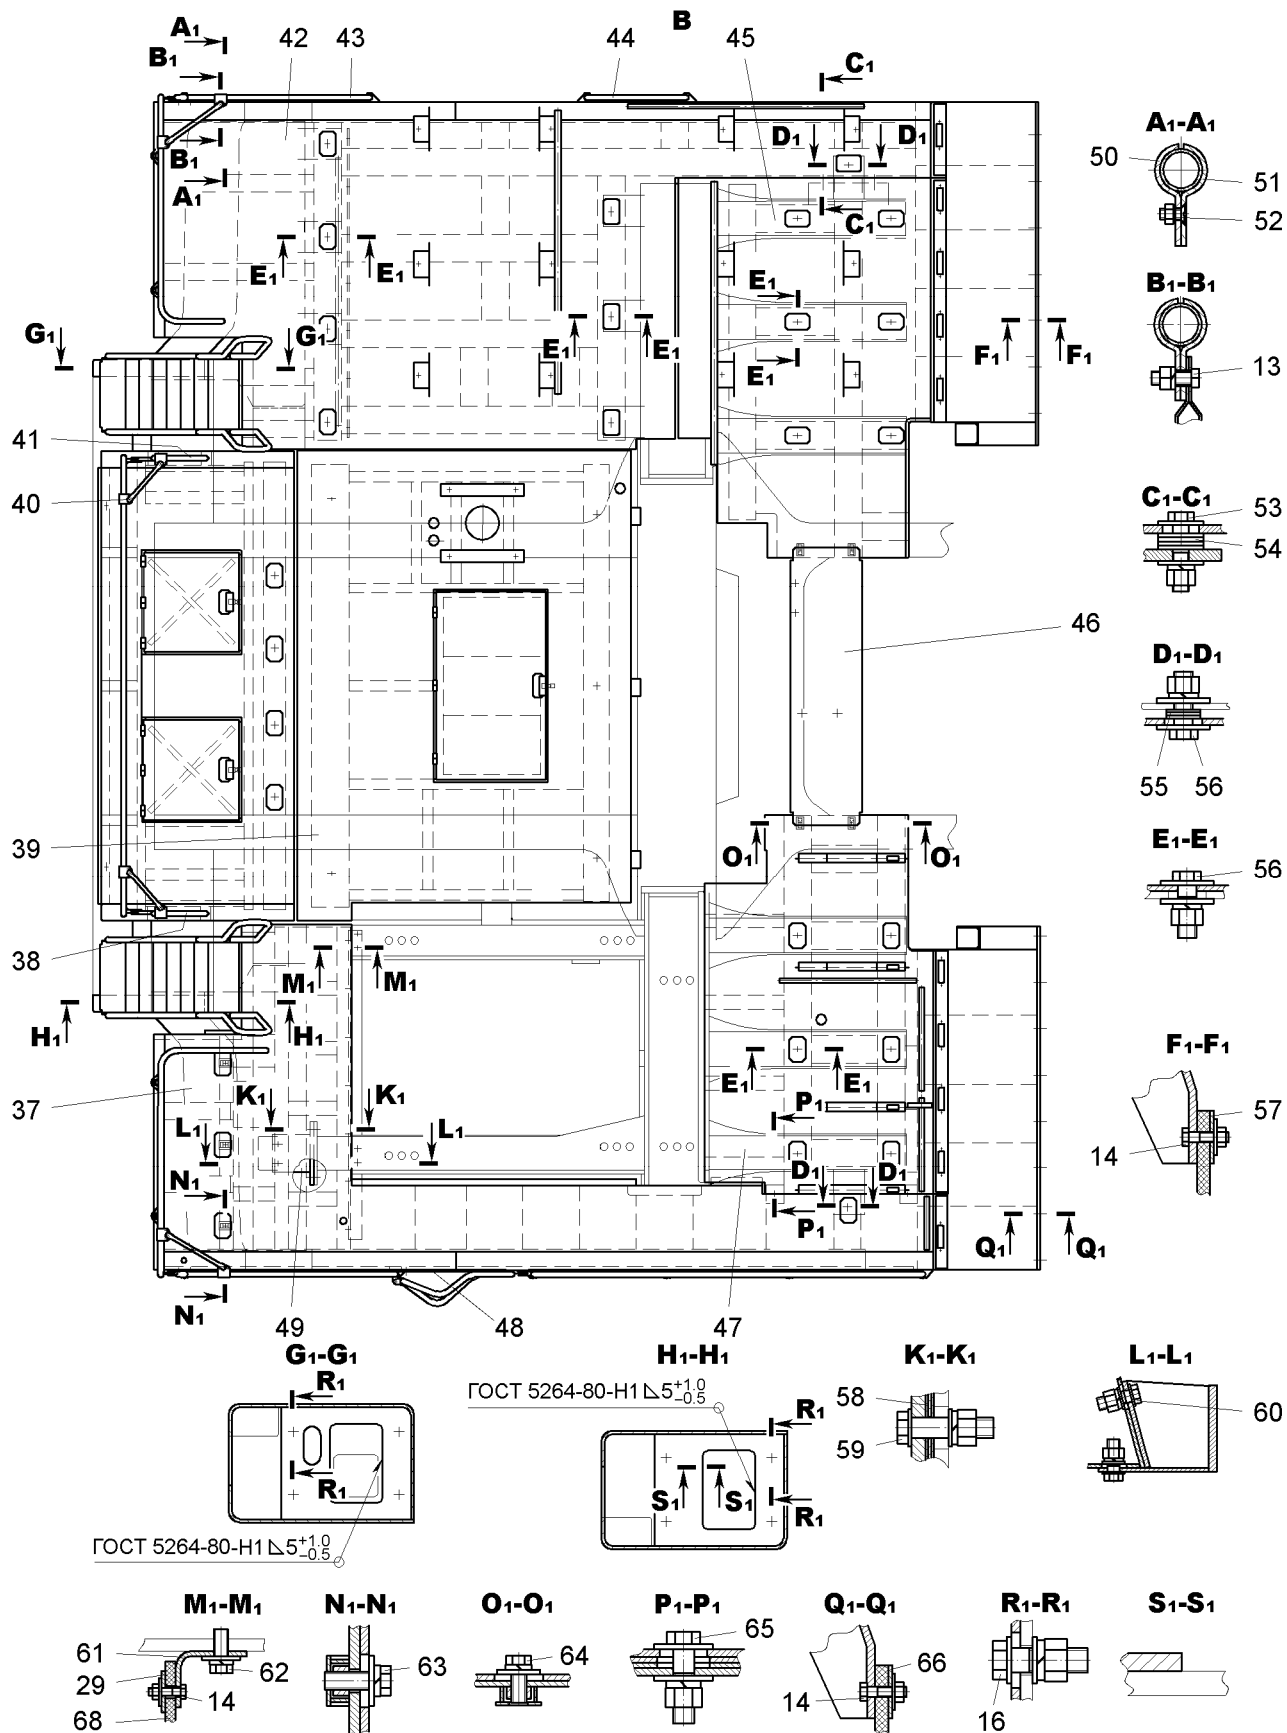 B
A1
42
43
44
45
B1
C1
A1-A1
50
51
52
B1
D1
D1
A1
C1
E1
E1
E1
B1-B1
13
G1
G1
E1
E1
F1
F1
E1
41
40
C1-C1
53
54
46
D1-D1
55
56
39
O1
O1
E1-E1
56
38
M1
M1
H1
H1
F1-F1
57
14
37
K1
K1
E1
E1
P1
L1
L1
D1
D1
N1
P1
Q1
Q1
N1
49
48
47
G1-G1
H1-H1
K1-K1
L1-L1
R1
ГОСТ 5264-80-Н1 ⊿5 +1.0 −0.5
R1
58
59
60
R1
S1
S1
R1
ГОСТ 5264-80-Н1 ⊿5 +1.0 −0.5
M1-M1
N1-N1
O1-O1
P1-P1
Q1-Q1
R1-R1
S1-S1
61
29
62
14
68
63
64
65
66
14
16